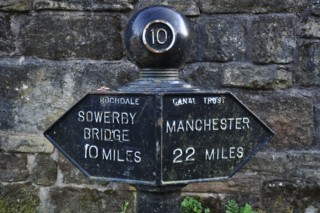 10
ROCHDALE
SOWERBY
BRIDGE
10 MILES
CANAL TRUST
MANCHESTER
22 MILES